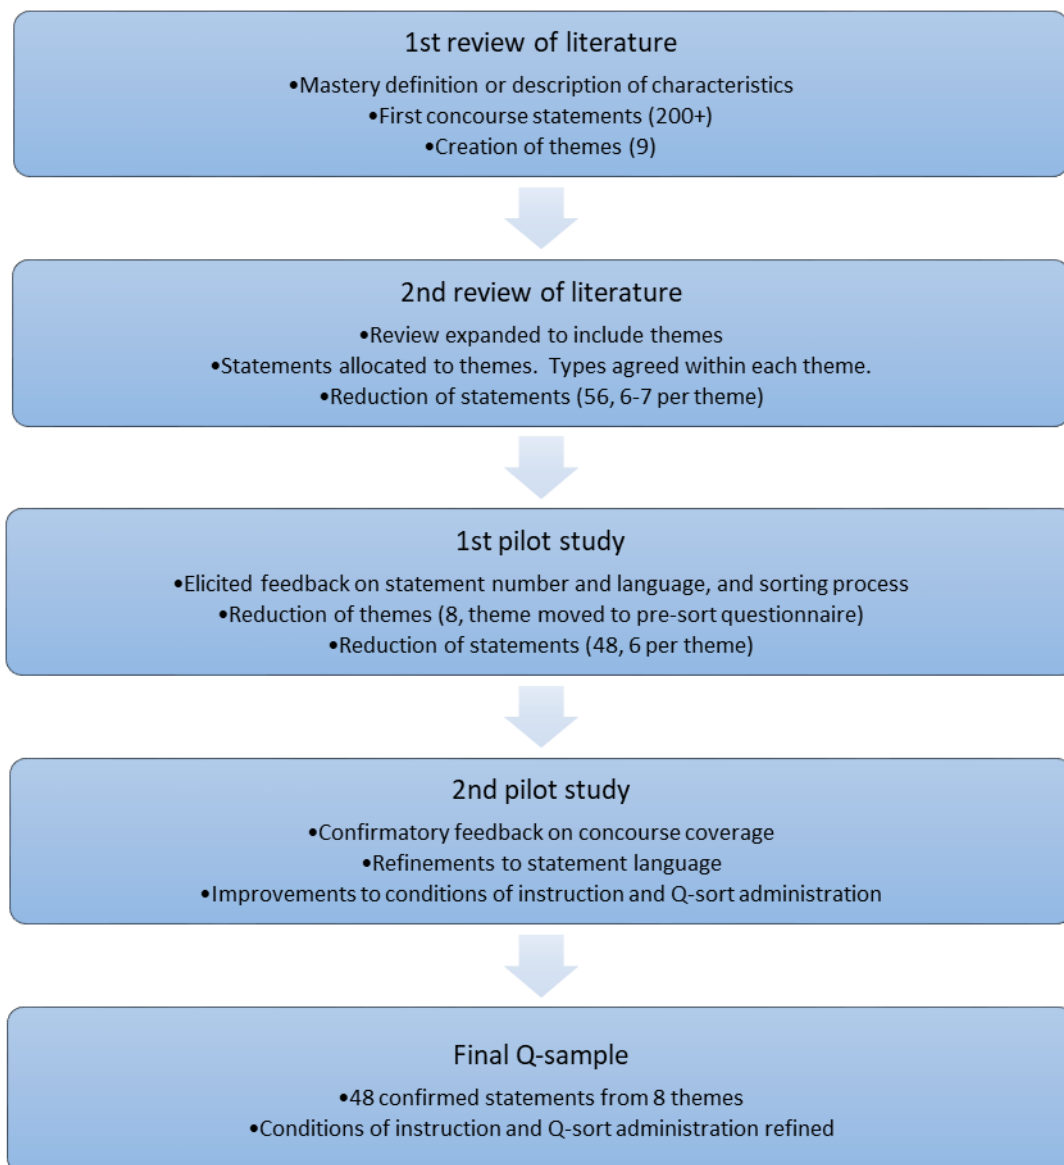 1st review of literature
•Mastery definition or description of characteristics
•First concourse statements (200+)
•Creation of themes (9)
2nd review of literature
•Review expanded to include themes
•Statements allocated to themes.  Types agreed within each theme.
•Reduction of statements (56, 6-7 per theme)
1st pilot study
•Elicited feedback on statement number and language, and sorting process
•Reduction of themes (8, theme moved to pre-sort questionnaire)
•Reduction of statements (48, 6 per theme)
2nd pilot study
•Confirmatory feedback on concourse coverage
•Refinements to statement language
•Improvements to conditions of instruction and Q-sort administration
Final Q-sample
•48 confirmed statements from 8 themes
•Conditions of instruction and Q-sort administration refined